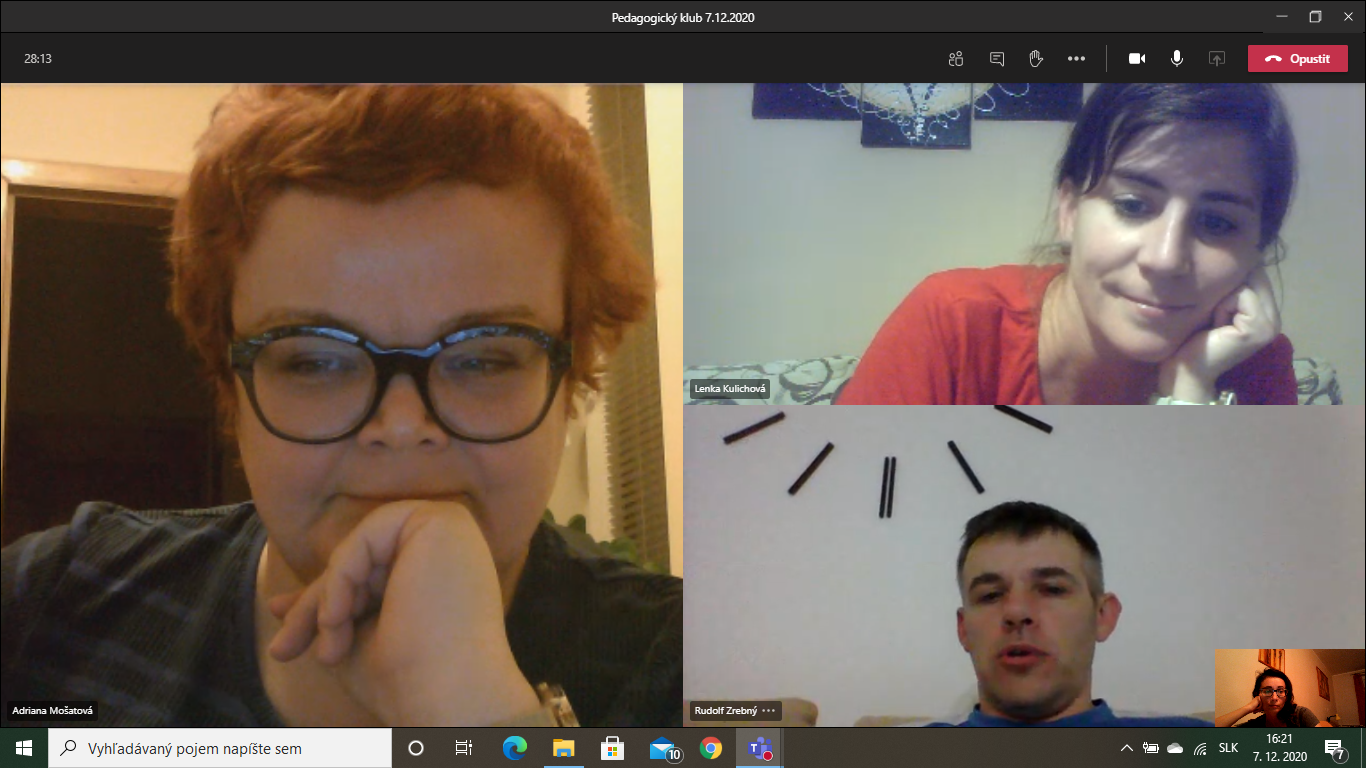 Pedagogický klub 7.12.2020
28:13
Opustit
Lenka Kulichová
Adriana Mošatová
Rudolf Zrebný
Vyhľadávaný pojem napíšte sem
10
T
SLK
16:21
7. 12. 2020
7